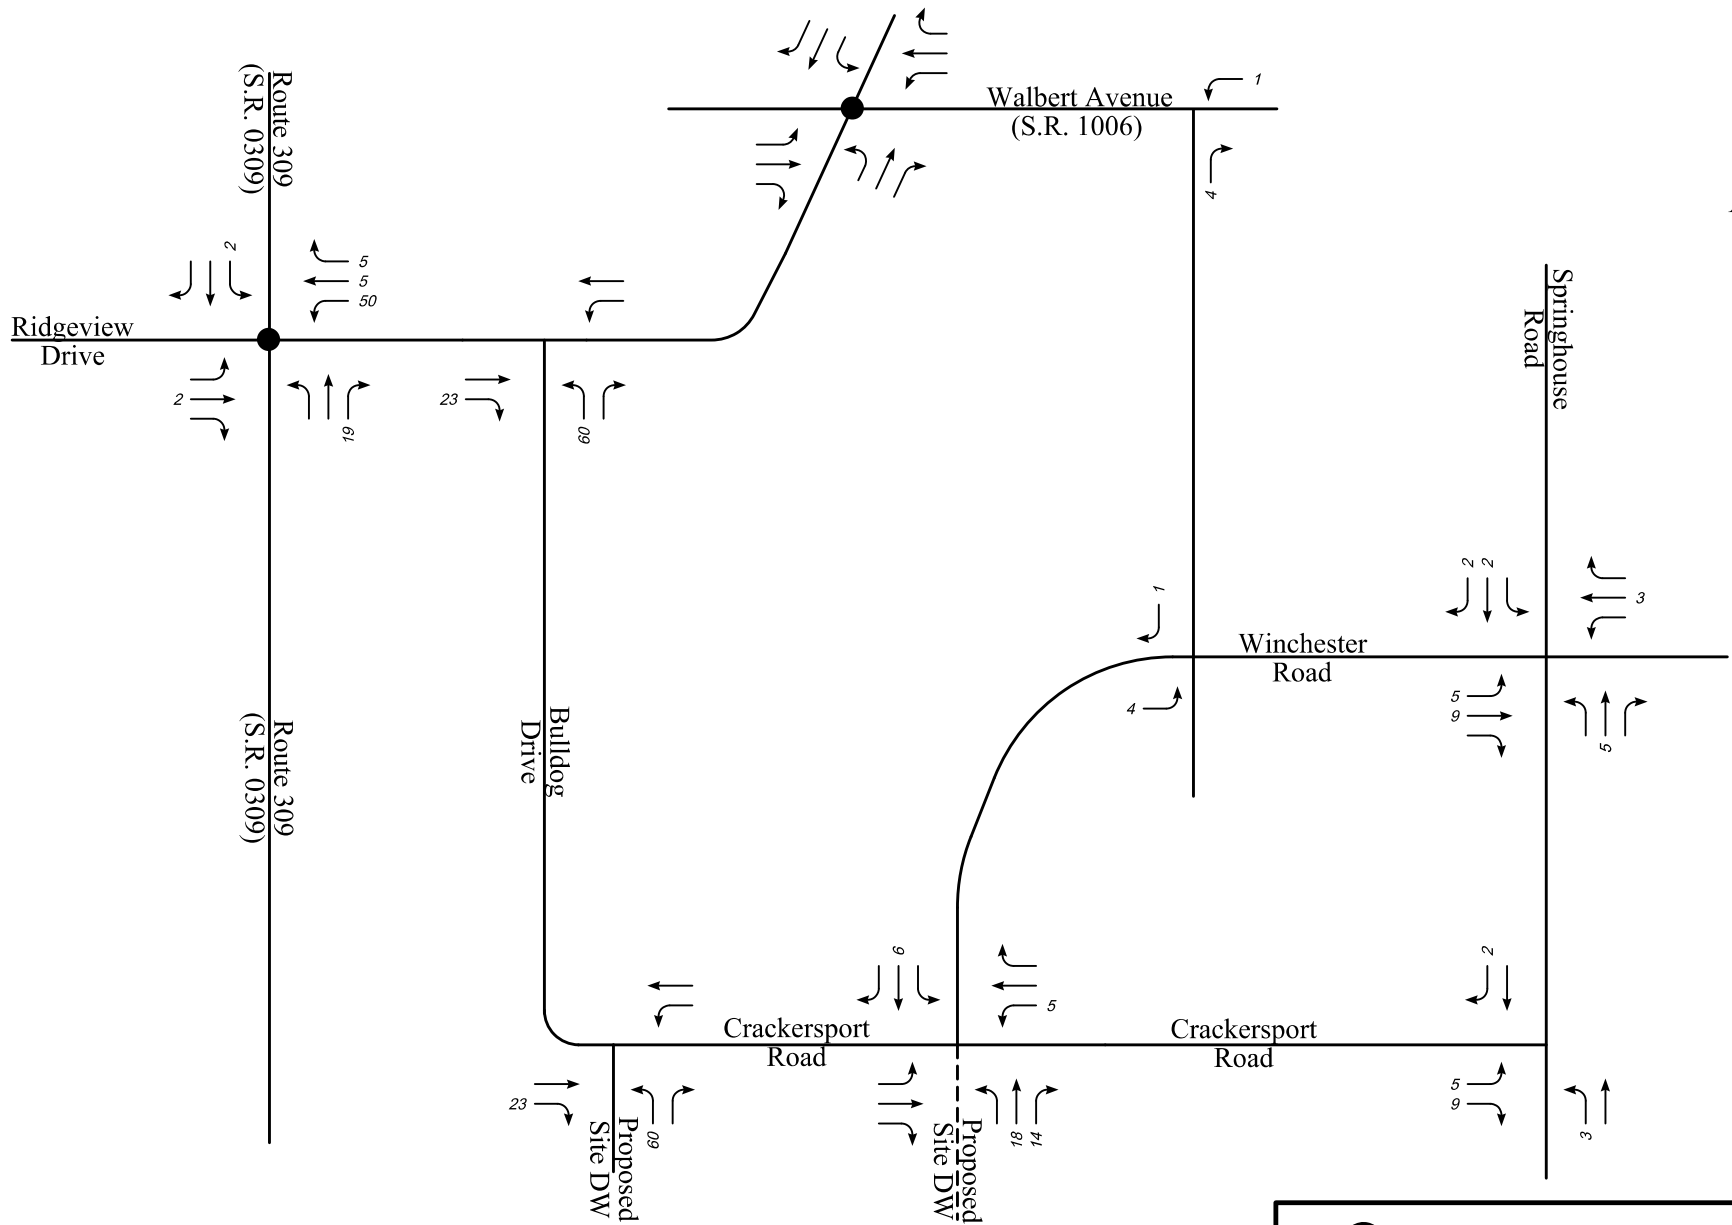 Route 309
(S.R. 0309)
Walbert Avenue
(S.R. 1006)
1
4
2
5
5
50
Ridgeview
Drive
2
19
23
60
Springhouse
Road
2
2
3
1
Winchester
Road
4
5
9
5
Bulldog
Drive
Route 309
(S.R. 0309)
6
5
2
Crackersport
Road
Crackersport
Road
23
60
18
14
5
9
3
Proposed
Site DW
Proposed
Site DW